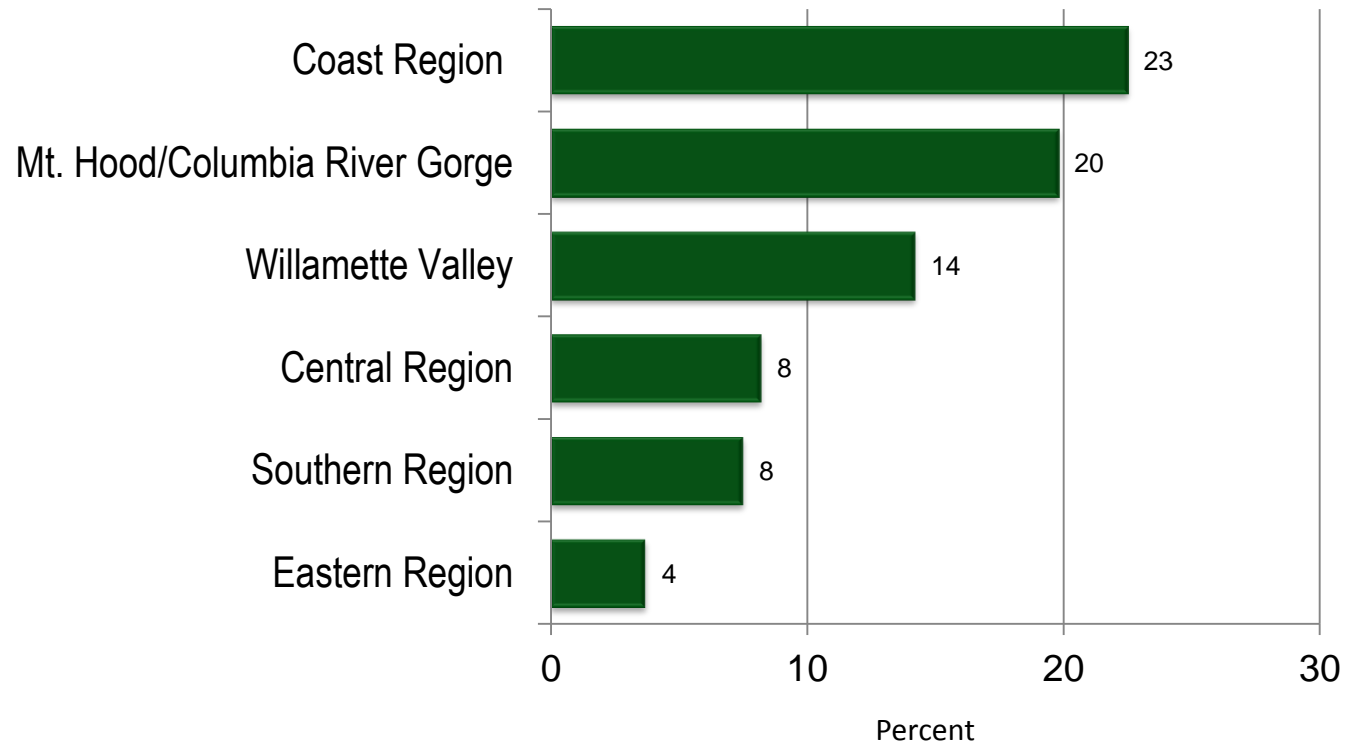 Coast Region 23
Mt. Hood/Columbia River Gorge 20
Willamette Valley 14
Central Region 8
Southern Region 8
Eastern Region 4
0 10 20 30
Percent